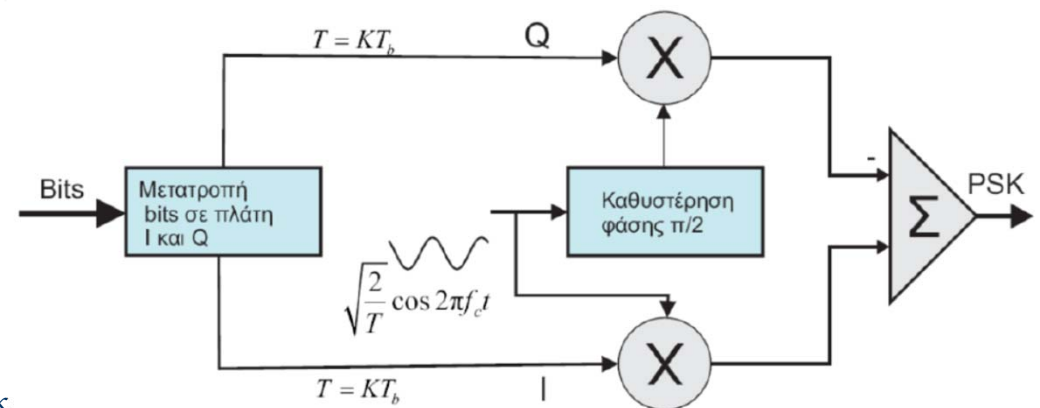 T = KT_b
Q
X
Bits
Μετατροπή
bits σε πλάτη
I και Q
Καθυστέρηση
φάσης π/2
-
Σ
PSK
√(2/T) cos 2πf_c t
X
T = KT_b
I